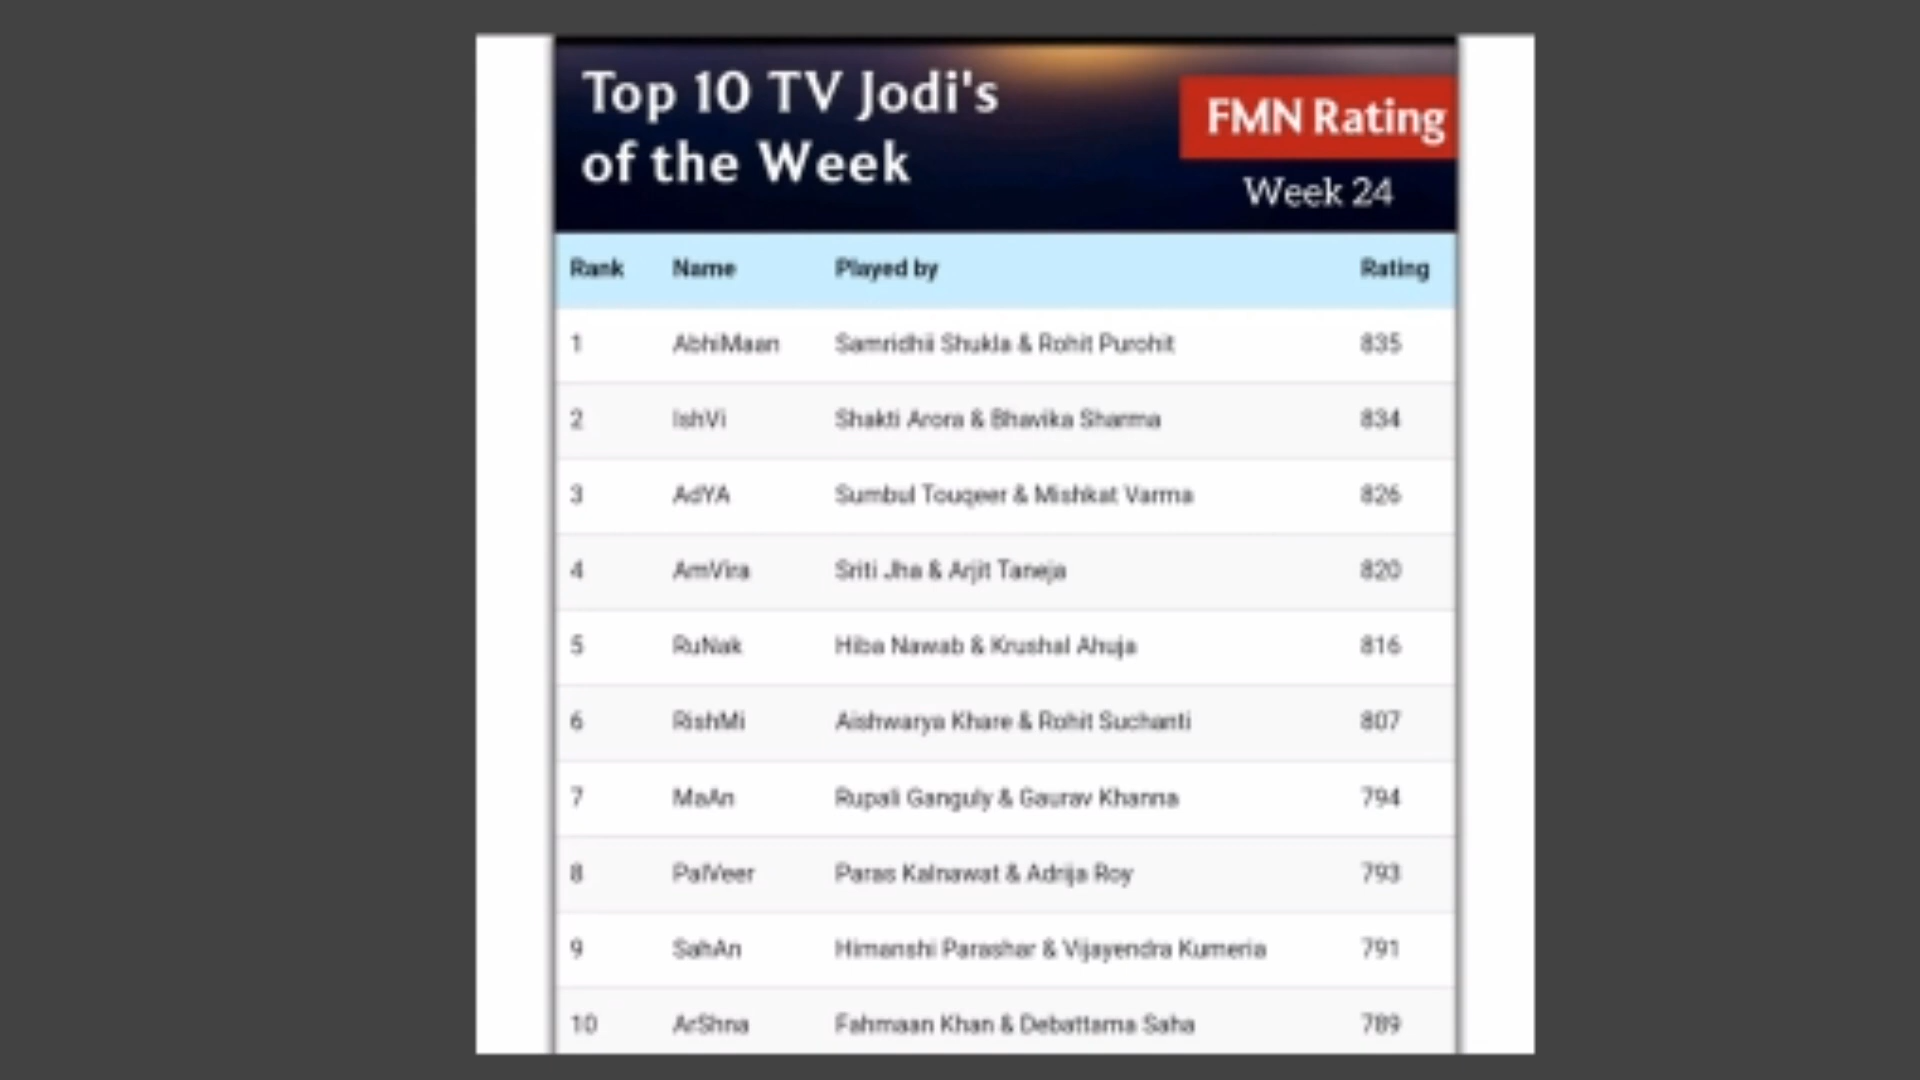 Top 10 TV Jodi's
of the Week
FMN Rating
Week 24
Rank Name Played by Rating
1 AbhiMaan Samridhii Shukla & Rohit Purohit 835
2 IshVi Shakti Arora & Bhavika Sharma 834
3 AdYA Sumbul Touqeer & Mishkat Varma 826
4 AmVira Sriti Jha & Arjit Taneja 820
5 RuNak Hiba Nawab & Krushal Ahuja 816
6 RishMi Aishwarya Khare & Rohit Suchanti 807
7 MaAn Rupali Ganguly & Gaurav Khanna 794
8 PalVeer Paras Kalnawat & Adrija Roy 793
9 SahAn Himanshi Parashar & Vijayendra Kumeria 791
10 ArShna Fahmaan Khan & Debattama Saha 789